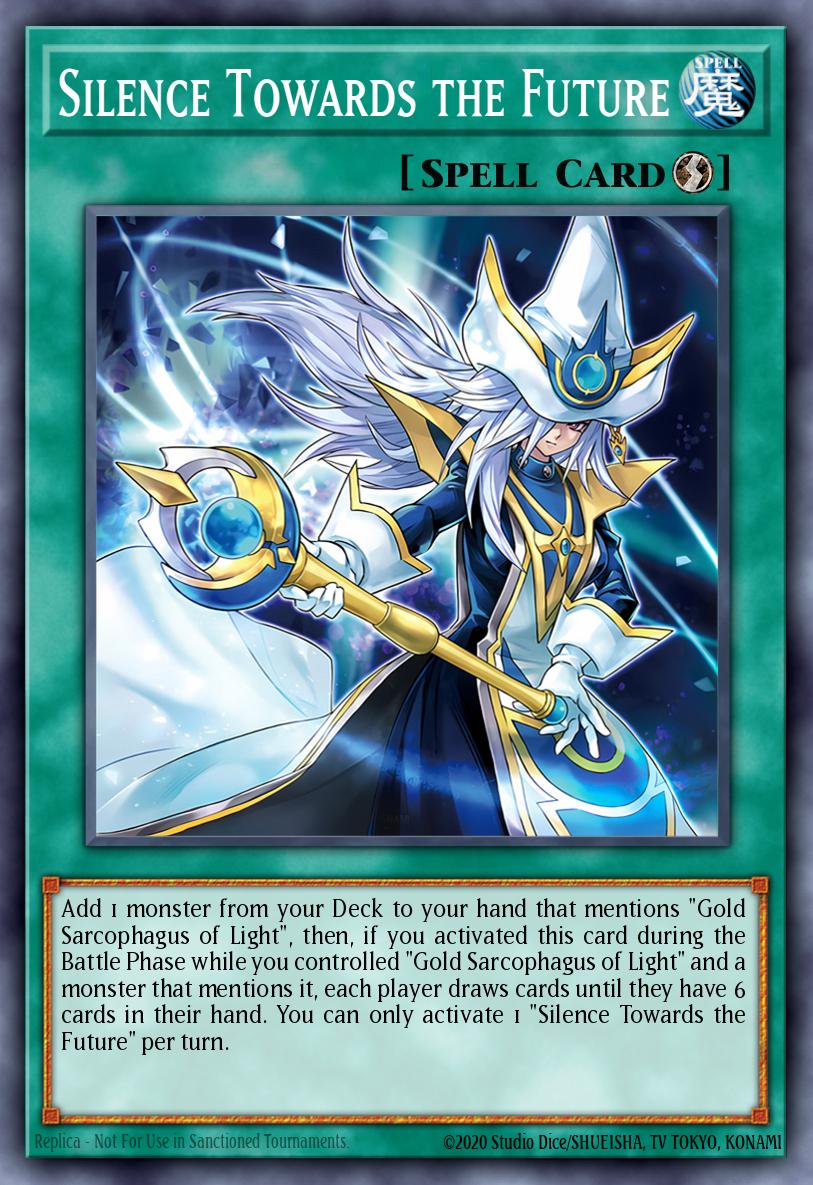 Silence Towards the Future
SPELL
魔
[Spell Card]
Add 1 monster from your Deck to your hand that mentions "Gold
Sarcophagus of Light", then, if you activated this card during the
Battle Phase while you controlled "Gold Sarcophagus of Light" and a
monster that mentions it, each player draws cards until they have 6
cards in their hand. You can only activate 1 "Silence Towards the
Future" per turn.
Replica - Not For Use in Sanctioned Tournaments.
©2020 Studio Dice/SHUEISHA, TV TOKYO, KONAMI